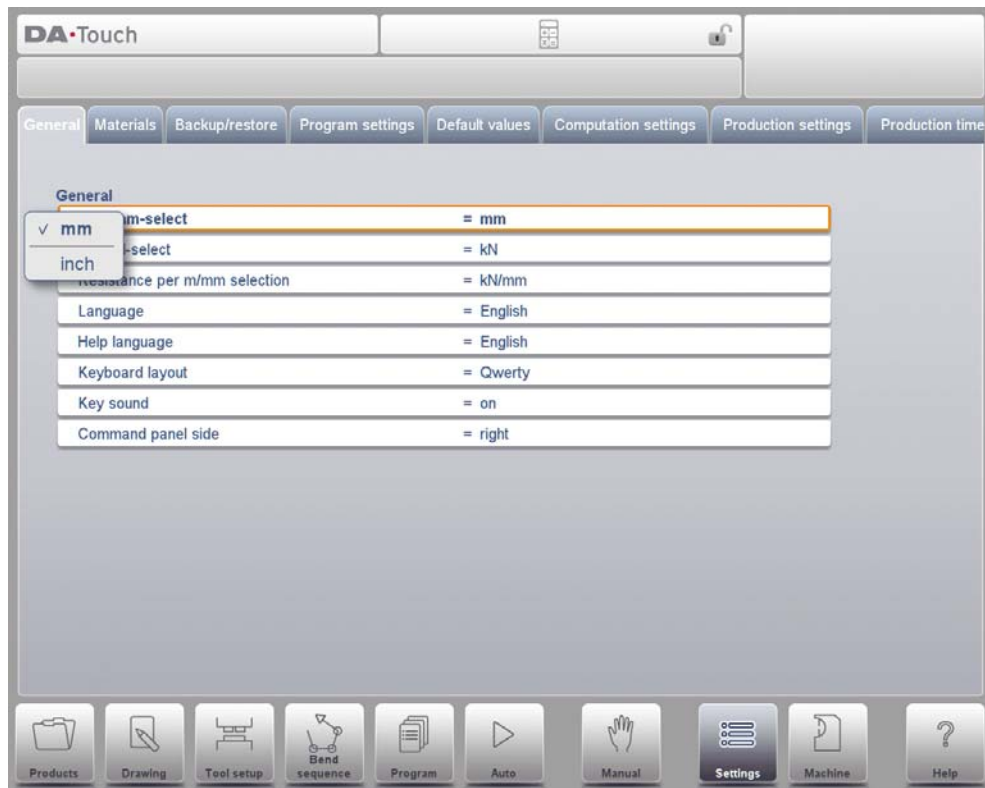 DA•Touch
General Materials Backup/restore Program settings Default values Computation settings Production settings Production time
General
mm-select = mm
✓ mm
-select = kN
inch
Resistance per m/mm selection = kN/mm
Language = English
Help language = English
Keyboard layout = Qwerty
Key sound = on
Command panel side = right
Products Drawing Tool setup Bend sequence Program Auto Manual Settings Machine Help